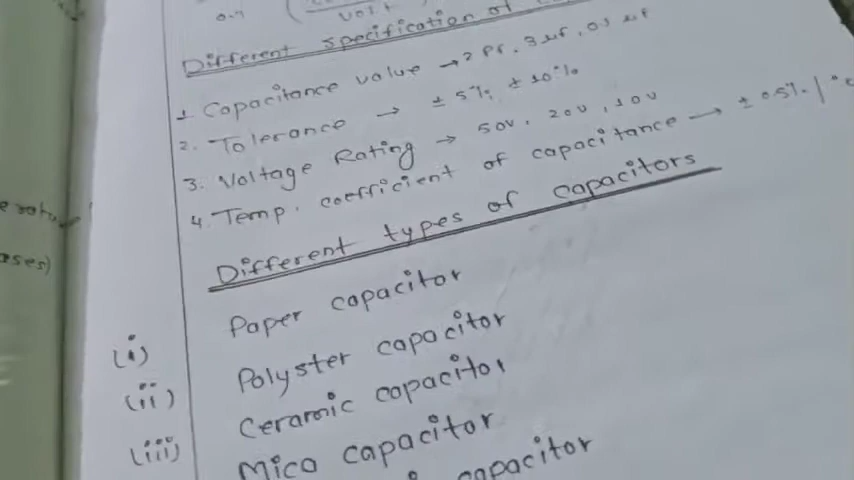 Volt
Different specification of
1. Capacitance value → 2 PF, 3 uf, 0.1 uf
2. Tolerance → ± 5%, ± 10%
3. Voltage Rating → 50V, 20V, 10V
4. Temp. coefficient of capacitance → ± 0.5% / °c
Different types of capacitors
(i) Paper capacitor
(ii) Polyster capacitor
(iii) Ceramic capacitor
Mica capacitor
capacitor
ases)